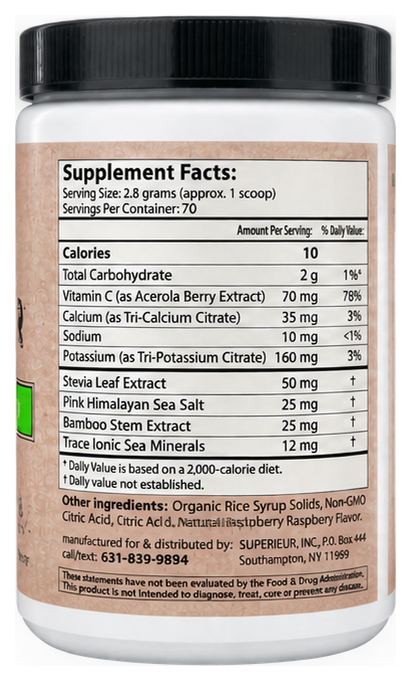 Supplement Facts:
Serving Size: 2.8 grams (approx. 1 scoop)
Servings Per Container: 70
Amount Per Serving: % Daily Value:
Calories 10
Total Carbohydrate 2 g 1%*
Vitamin C (as Acerola Berry Extract) 70 mg 78%
Calcium (as Tri-Calcium Citrate) 35 mg 3%
Sodium 10 mg <1%
Potassium (as Tri-Potassium Citrate) 160 mg 3%
Stevia Leaf Extract 50 mg †
Pink Himalayan Sea Salt 25 mg †
Bamboo Stem Extract 25 mg †
Trace Ionic Sea Minerals 12 mg †
† Daily Value is based on a 2,000-calorie diet.
† Daily value not established.
Other ingredients: Organic Rice Syrup Solids, Non-GMO
Citric Acid, Citric Raspbery Flavor.
manufactured for & distributed by: SUPERIEUR, INC, P.O. Box 444
call/text: 631-839-9894 Southampton, NY 11969
These statements have not been evaluated by the Food & Drug Administration.
This product is not intended to diagnose, treat, core or prevent any disease.